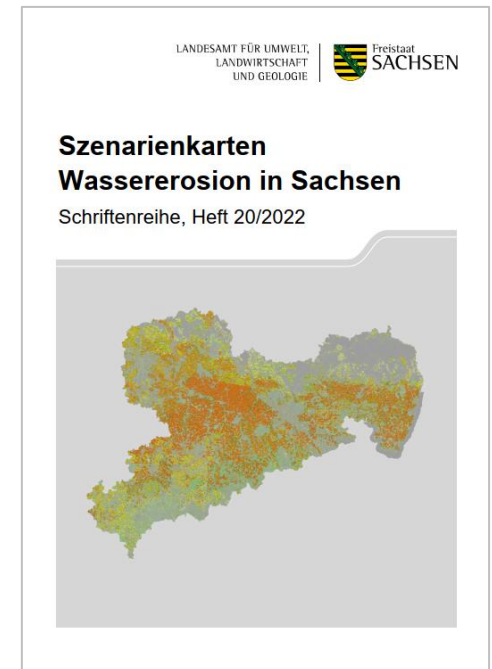 LANDESAMT FÜR UMWELT,
LANDWIRTSCHAFT
UND GEOLOGIE
Freistaat
SACHSEN
Szenarienkarten
Wassererosion in Sachsen
Schriftenreihe, Heft 20/2022